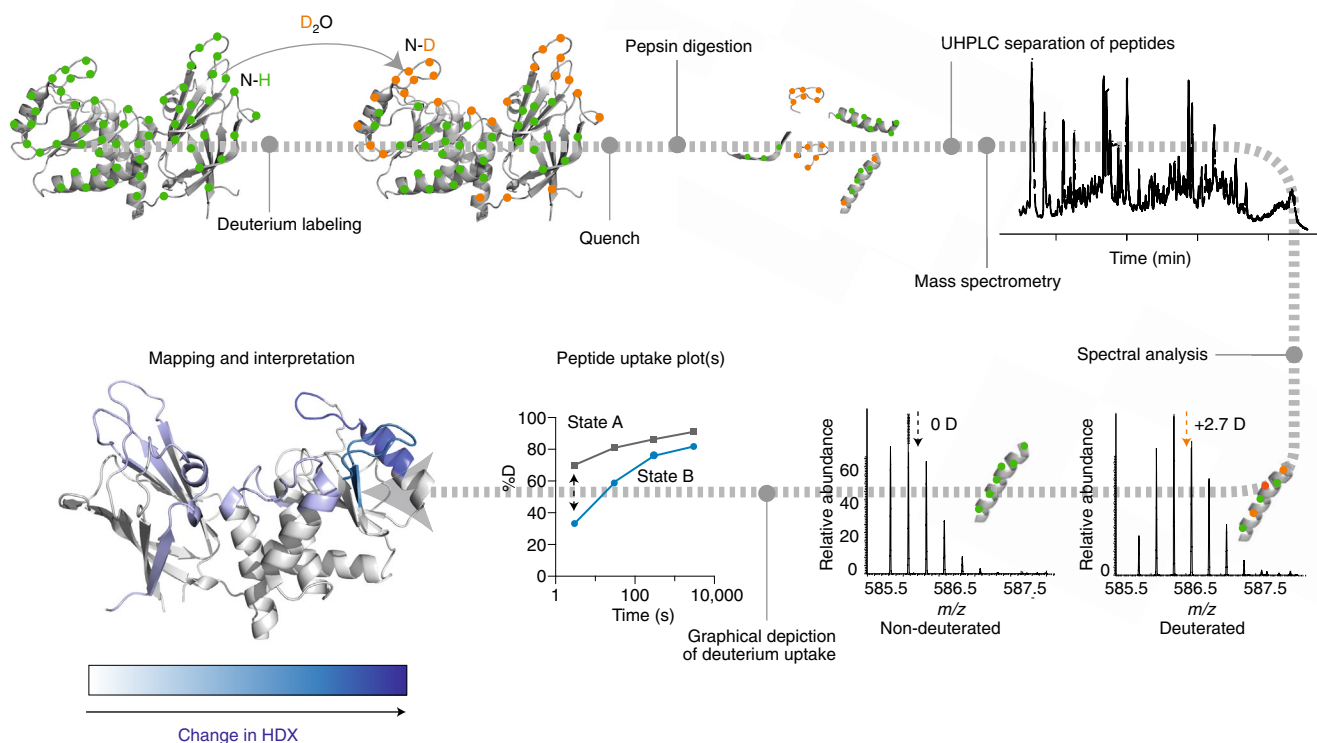 D₂O
N-H
N-D
Deuterium labeling
Quench
Pepsin digestion
UHPLC separation of peptides
Mass spectrometry
Time (min)
Spectral analysis
Mapping and interpretation
Change in HDX
Peptide uptake plot(s)
100
80
60
40
20
0
%D
State A
State B
1
100
10,000
Time (s)
Graphical depiction
of deuterium uptake
Relative abundance
60
40
20
0
0 D
585.5
586.5
587.5
m/z
Non-deuterated
Relative abundance
0
+2.7 D
585.5
586.5
587.5
m/z
Deuterated